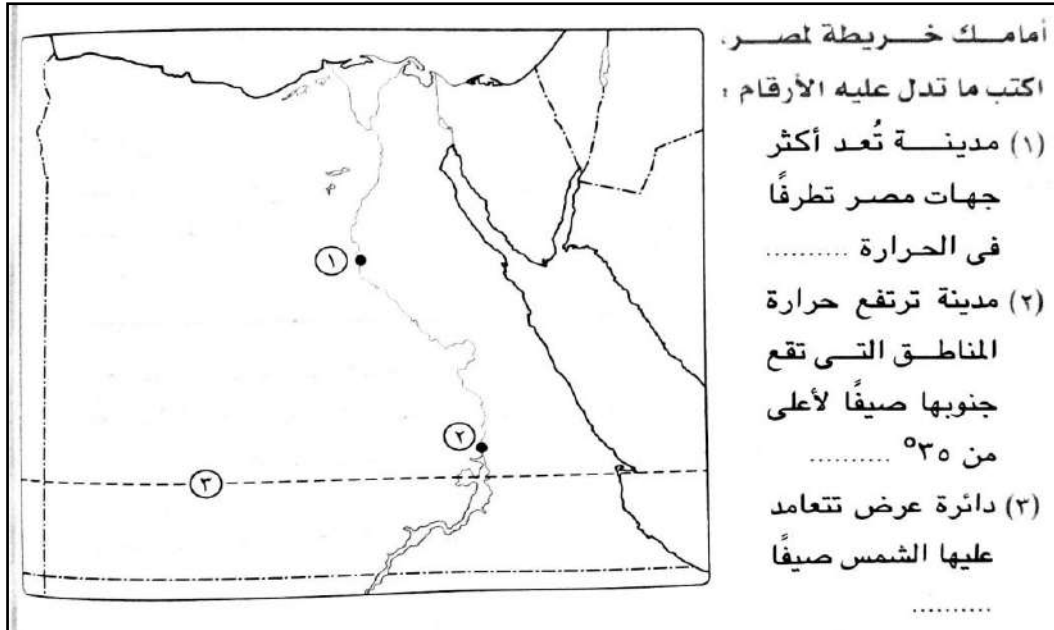 أمامك خريطة لمصر.
اكتب ما تدل عليه الأرقام :
(١) مدينة تُعد أكثر
جهات مصر تطرفًا
فى الحرارة ..........
(٢) مدينة ترتفع حرارة
المناطق التى تقع
جنوبها صيفًا لأعلى
من ٣٥° ..........
(٣) دائرة عرض تتعامد
عليها الشمس صيفًا
..........
١
٢
٣